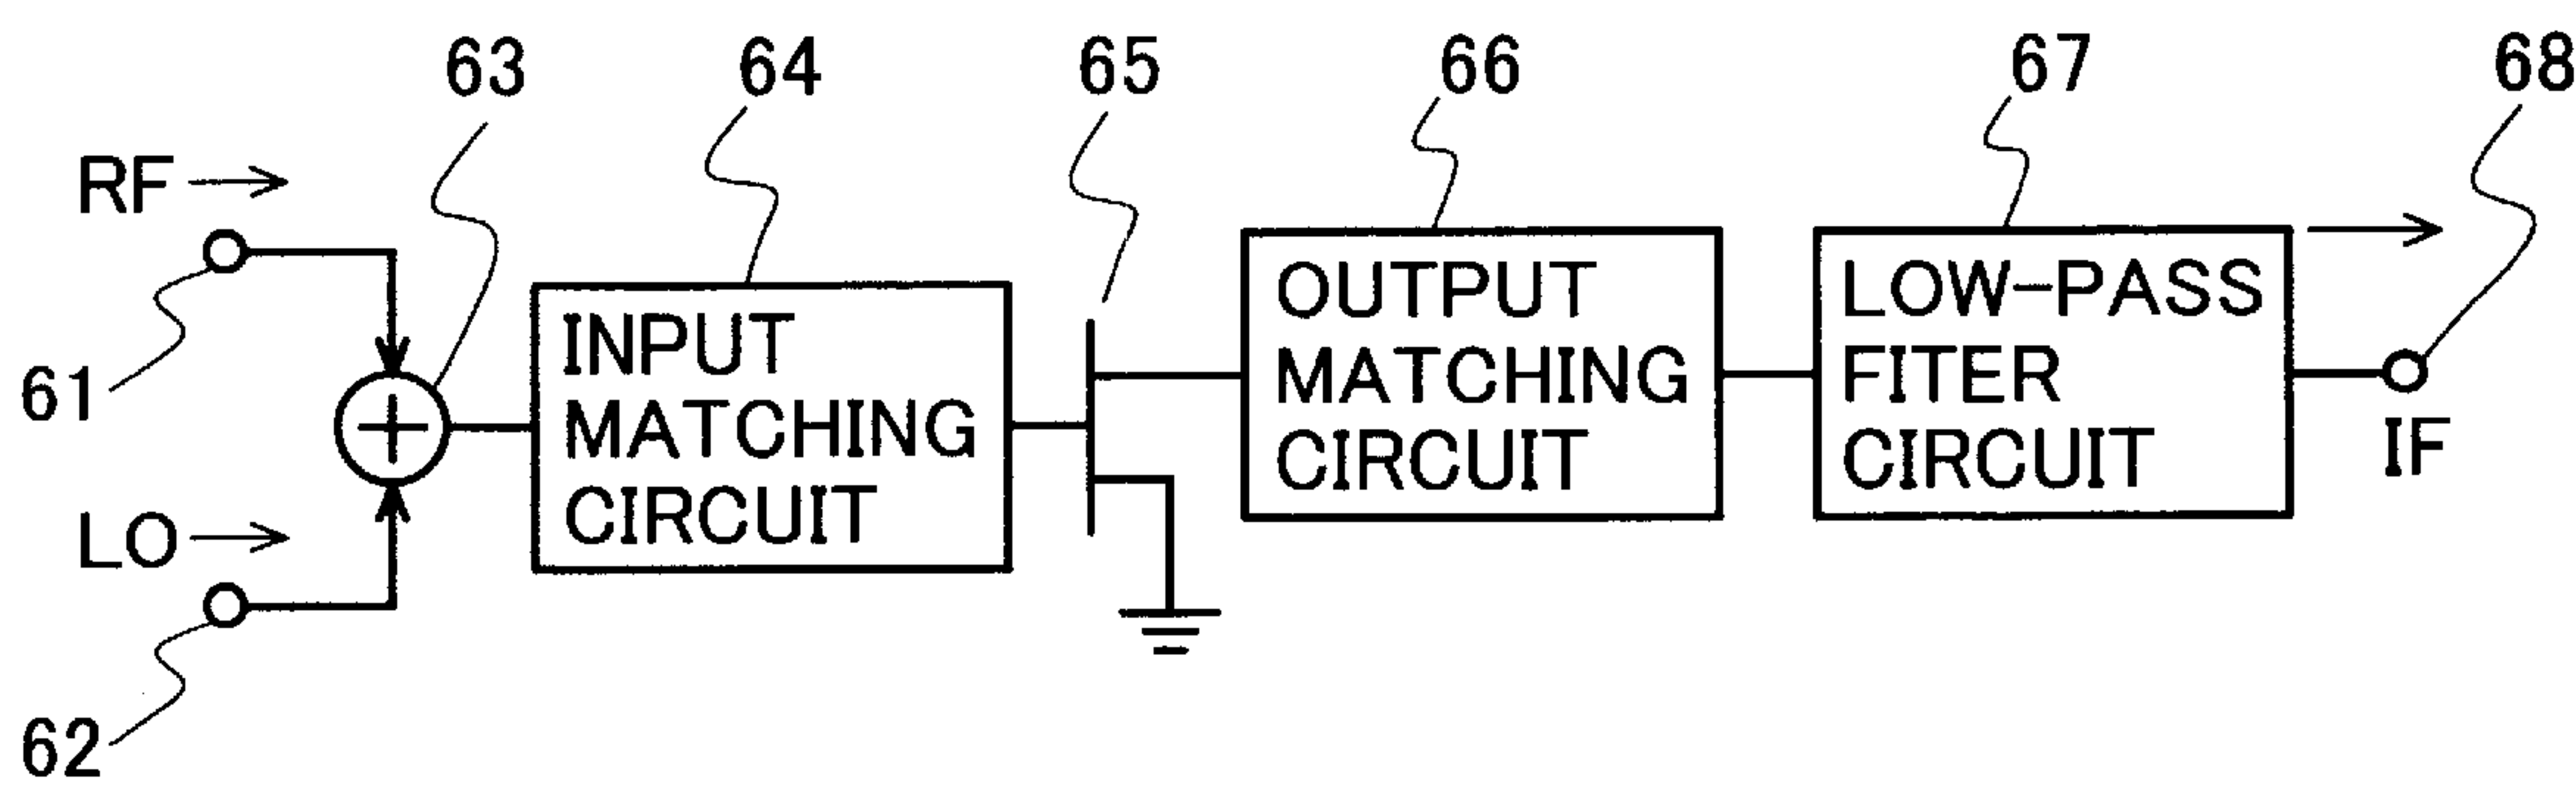 63
64
65
66
67
68
RF
61
INPUT
MATCHING
CIRCUIT
OUTPUT
MATCHING
CIRCUIT
LOW-PASS
FITER
CIRCUIT
IF
LO
62